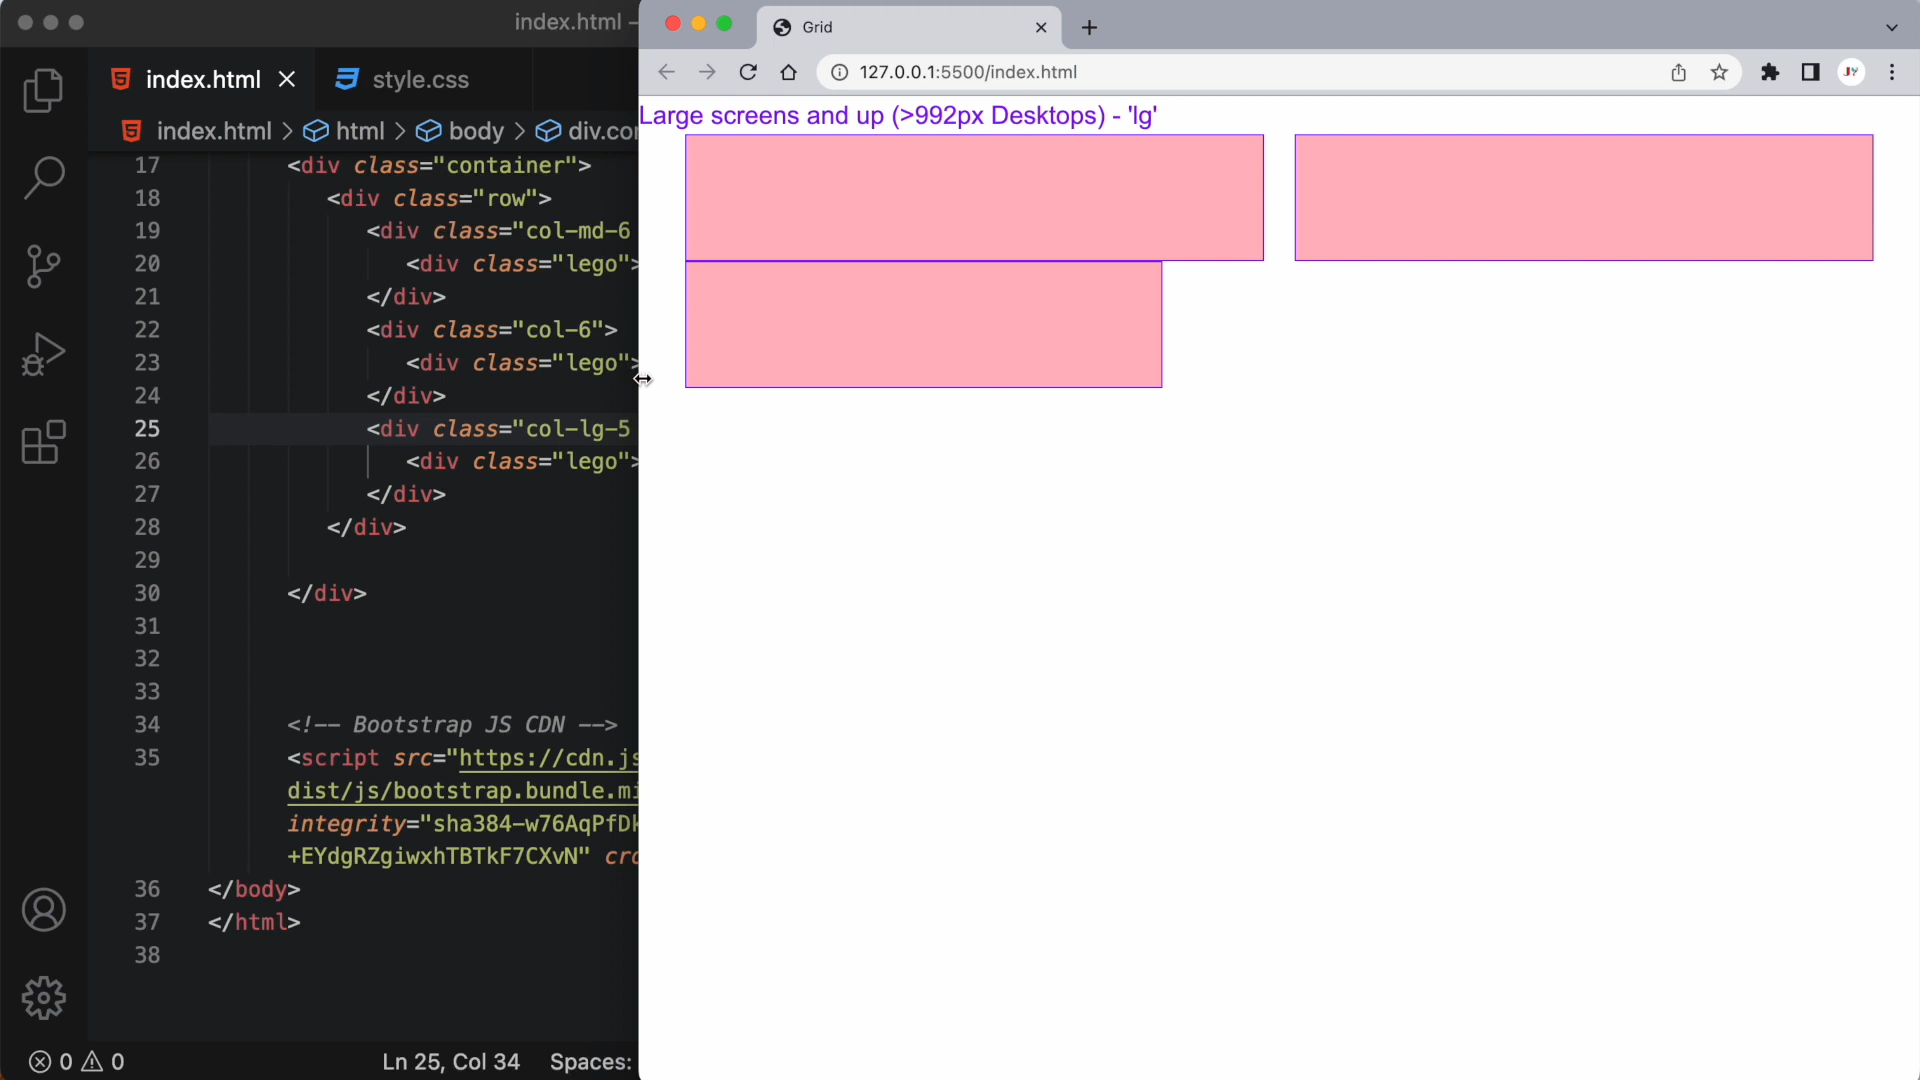 index.html —
Grid
index.html
style.css
127.0.0.1:5500/index.html
index.html > html > body > div.con
Large screens and up (>992px Desktops) - 'lg'
17 <div class="container">
18 <div class="row">
19 <div class="col-md-6
20 <div class="lego">
21 </div>
22 <div class="col-6">
23 <div class="lego">
24 </div>
25 <div class="col-lg-5
26 <div class="lego">
27 </div>
28 </div>
29
30 </div>
31
32
33
34 <!-- Bootstrap JS CDN -->
35 <script src="https://cdn.js
dist/js/bootstrap.bundle.mi
integrity="sha384-w76AqPfDk
+EYdgRZgiwxhTBTkF7CXvN" cro
36 </body>
37 </html>
38
0 0 Ln 25, Col 34 Spaces: